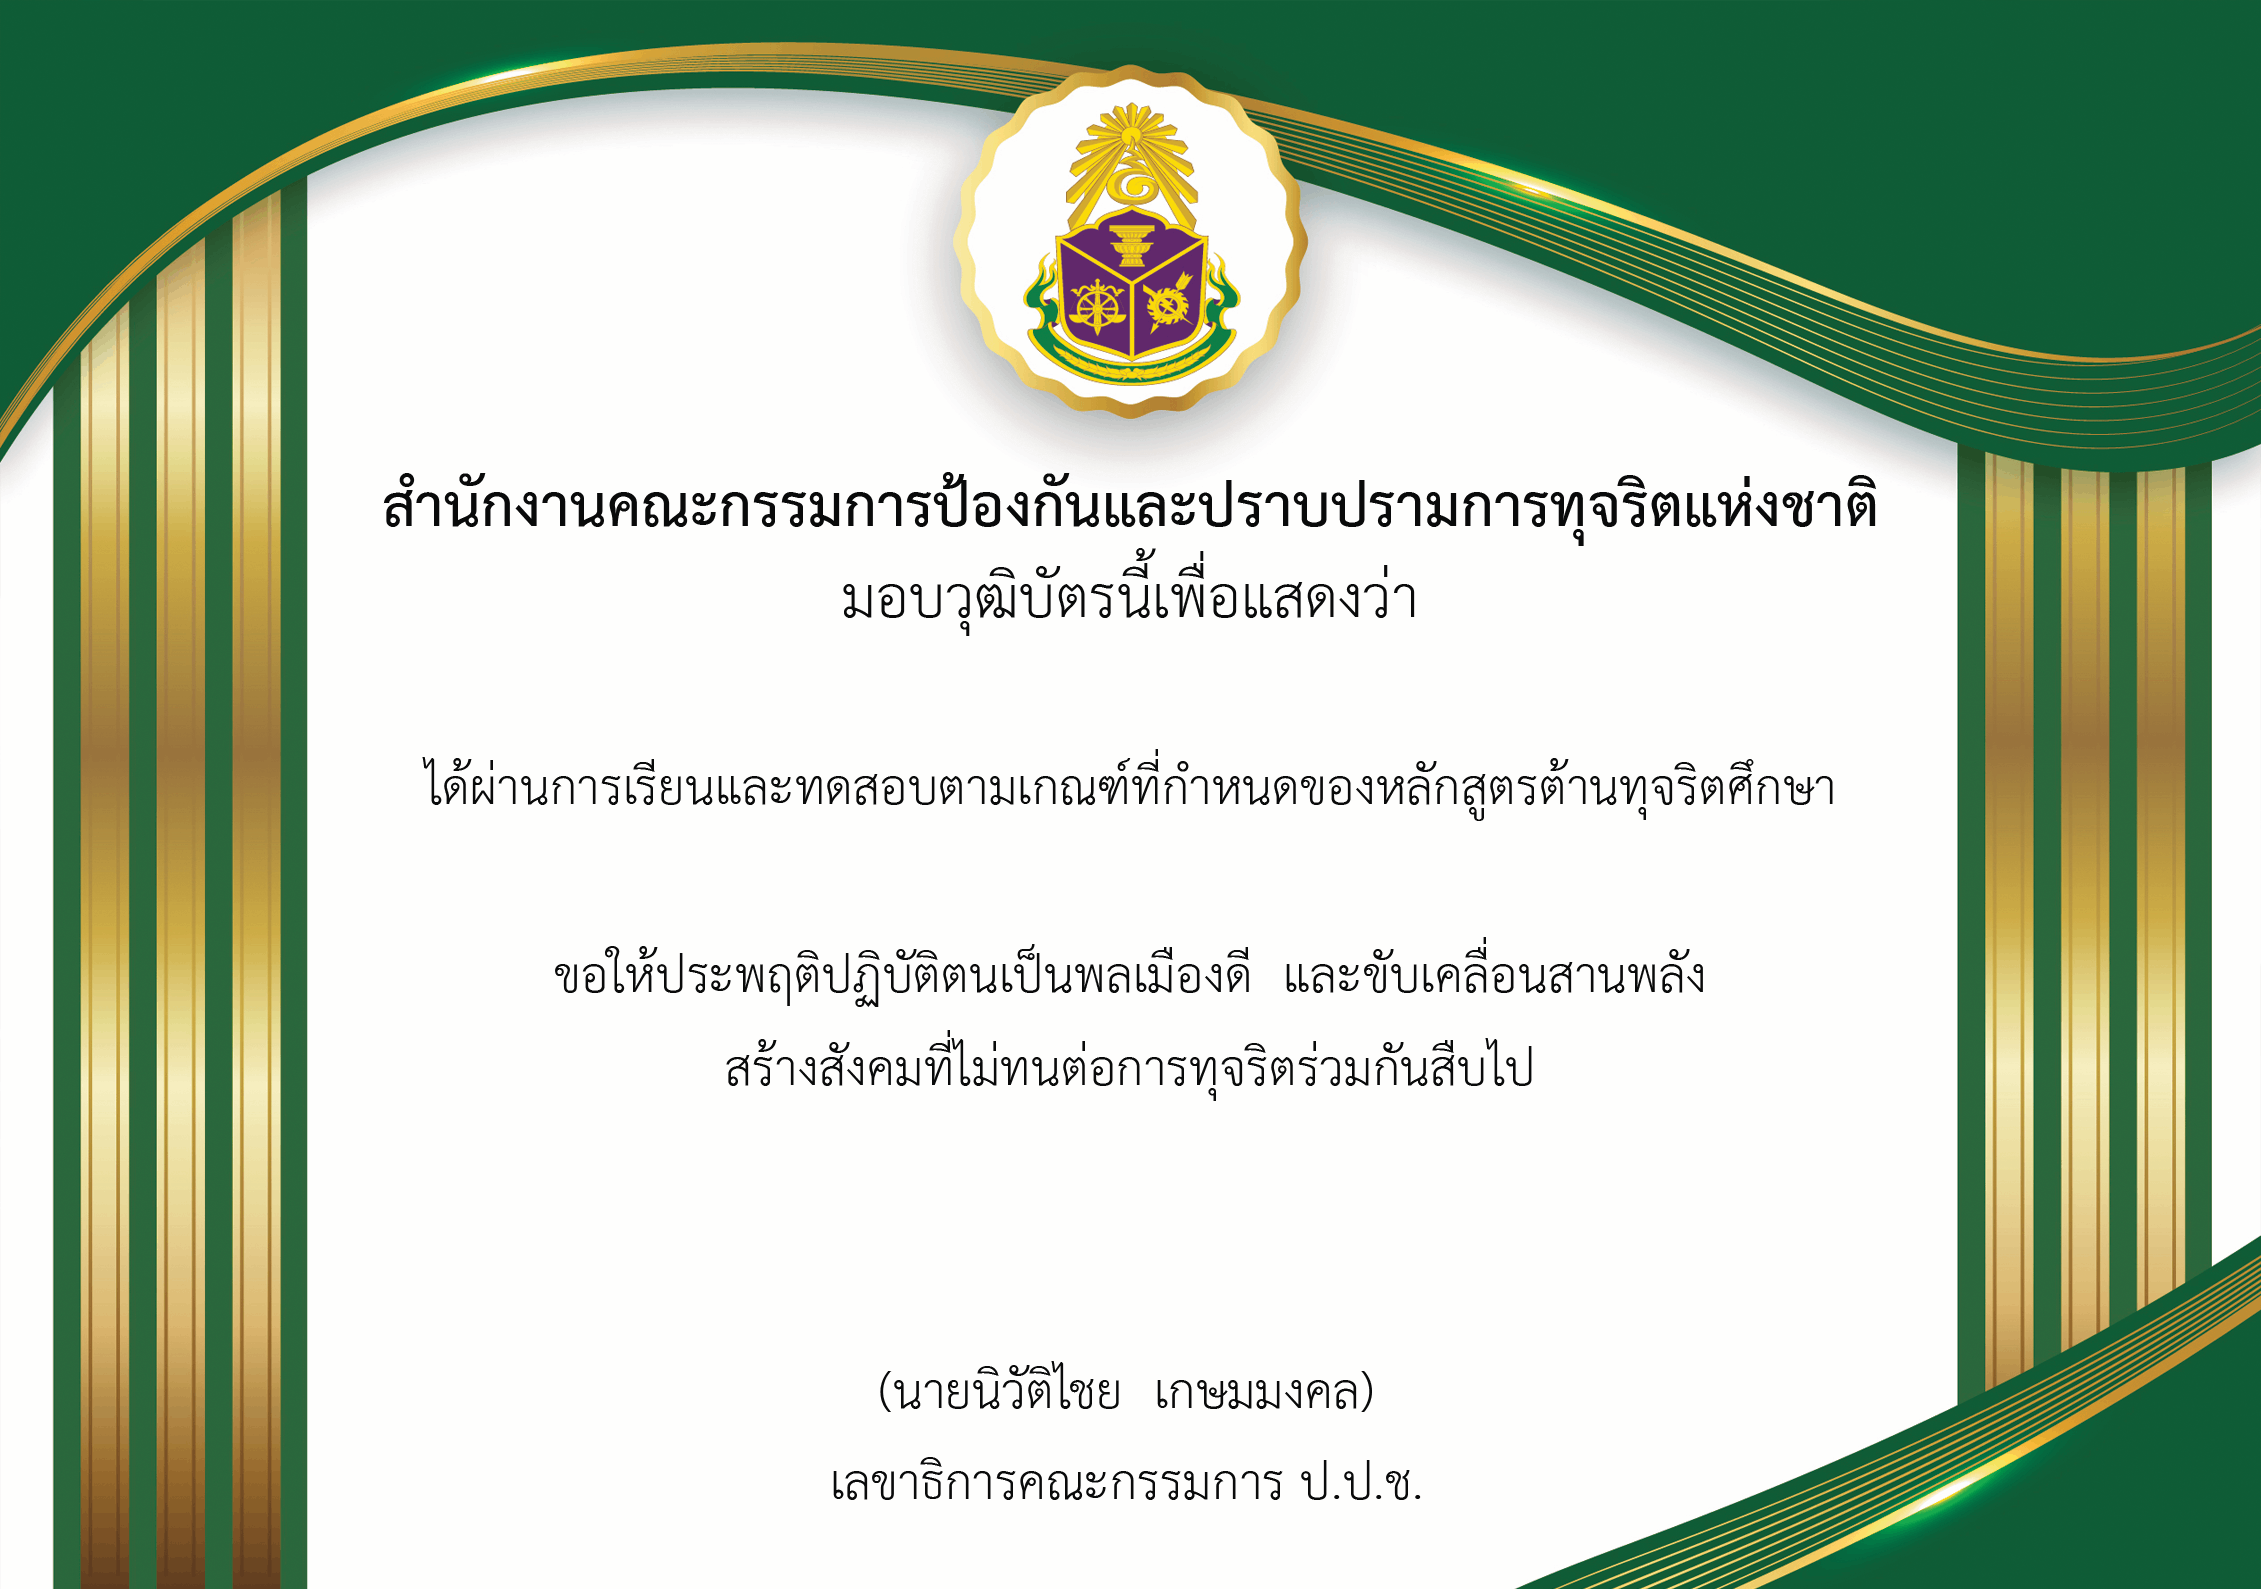 สำนักงานคณะกรรมการป้องกันและปราบปรามการทุจริตแห่งชาติ
มอบวุฒิบัตรนี้เพื่อแสดงว่า
ได้ผ่านการเรียนและทดสอบตามเกณฑ์ที่กำหนดของหลักสูตรต้านทุจริตศึกษา
ขอให้ประพฤติปฏิบัติตนเป็นพลเมืองดี และขับเคลื่อนสานพลัง
สร้างสังคมที่ไม่ทนต่อการทุจริตร่วมกันสืบไป
(นายนิวัติไชย เกษมมงคล)
เลขาธิการคณะกรรมการ ป.ป.ช.